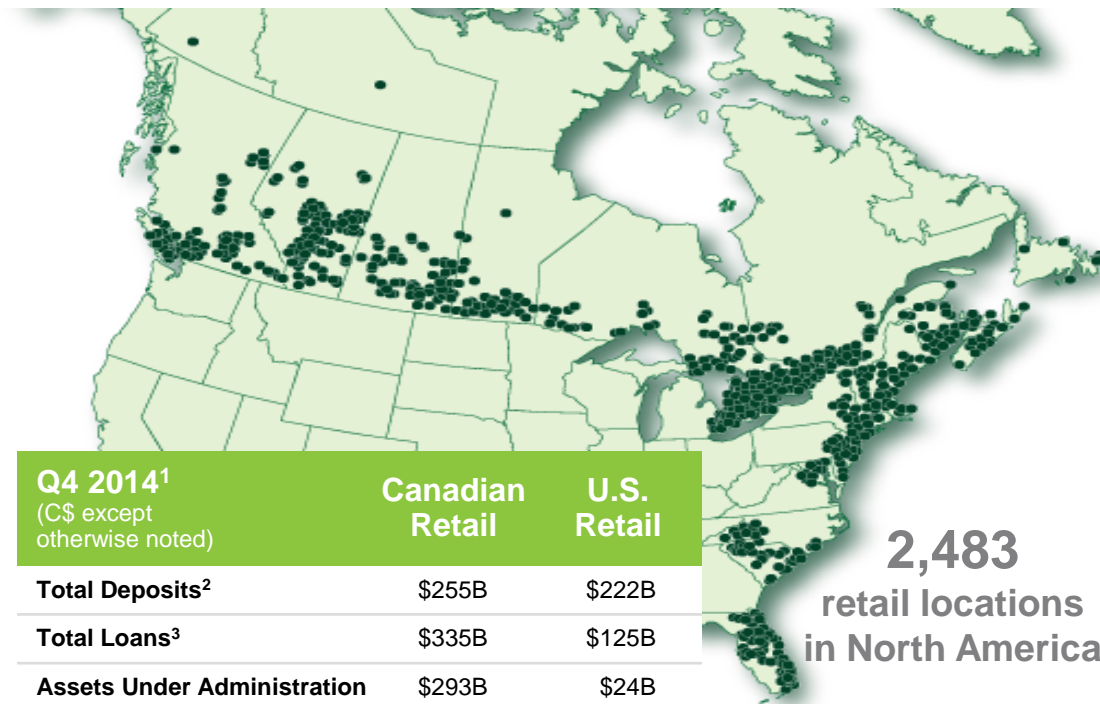 Q4 2014¹
(C$ except
otherwise noted)
Canadian
Retail
U.S.
Retail
Total Deposits² $255B $222B
Total Loans³ $335B $125B
Assets Under Administration $293B $24B
2,483
retail locations
in North America